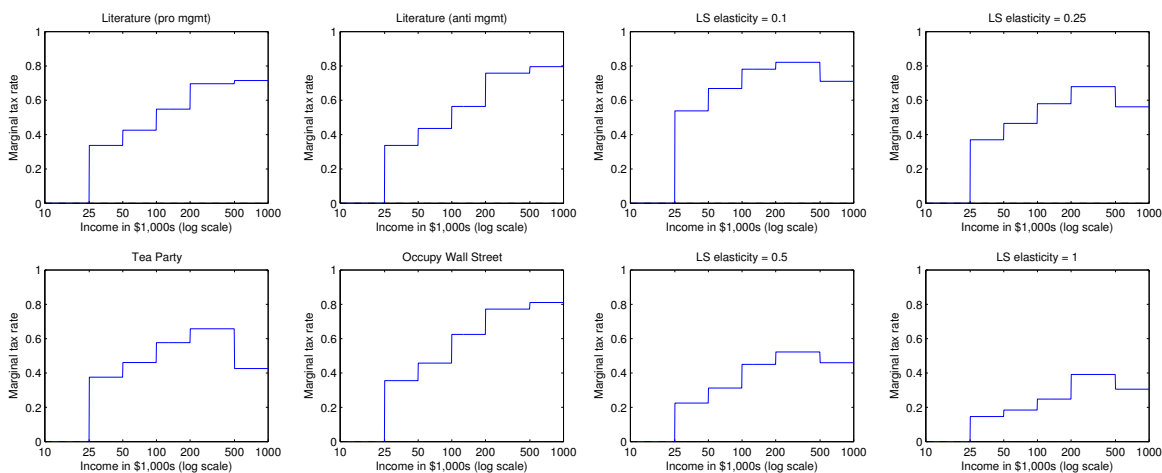 Literature (pro mgmt)
Marginal tax rate
1
0.8
0.6
0.4
0.2
0
10 25 50 100 200 500 1000
Income in $1,000s (log scale)
Literature (anti mgmt)
Marginal tax rate
1
0.8
0.6
0.4
0.2
0
10 25 50 100 200 500 1000
Income in $1,000s (log scale)
LS elasticity = 0.1
Marginal tax rate
1
0.8
0.6
0.4
0.2
0
10 25 50 100 200 500 1000
Income in $1,000s (log scale)
LS elasticity = 0.25
Marginal tax rate
1
0.8
0.6
0.4
0.2
0
10 25 50 100 200 500 1000
Income in $1,000s (log scale)
Tea Party
Marginal tax rate
1
0.8
0.6
0.4
0.2
0
10 25 50 100 200 500 1000
Income in $1,000s (log scale)
Occupy Wall Street
Marginal tax rate
1
0.8
0.6
0.4
0.2
0
10 25 50 100 200 500 1000
Income in $1,000s (log scale)
LS elasticity = 0.5
Marginal tax rate
1
0.8
0.6
0.4
0.2
0
10 25 50 100 200 500 1000
Income in $1,000s (log scale)
LS elasticity = 1
Marginal tax rate
1
0.8
0.6
0.4
0.2
0
10 25 50 100 200 500 1000
Income in $1,000s (log scale)